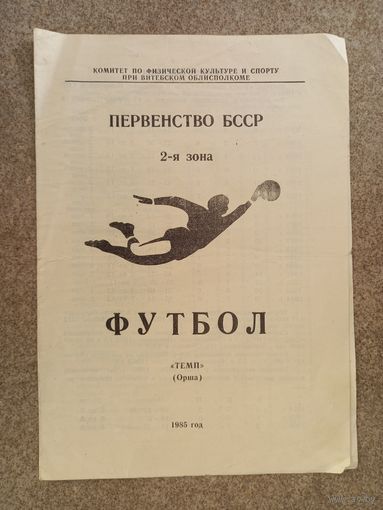 КОМИТЕТ ПО ФИЗИЧЕСКОЙ КУЛЬТУРЕ И СПОРТУ
ПРИ ВИТЕБСКОМ ОБЛИСПОЛКОМЕ
ПЕРВЕНСТВО БССР
2-я зона
ФУТБОЛ
«ТЕМП»
(Орша)
1985 год